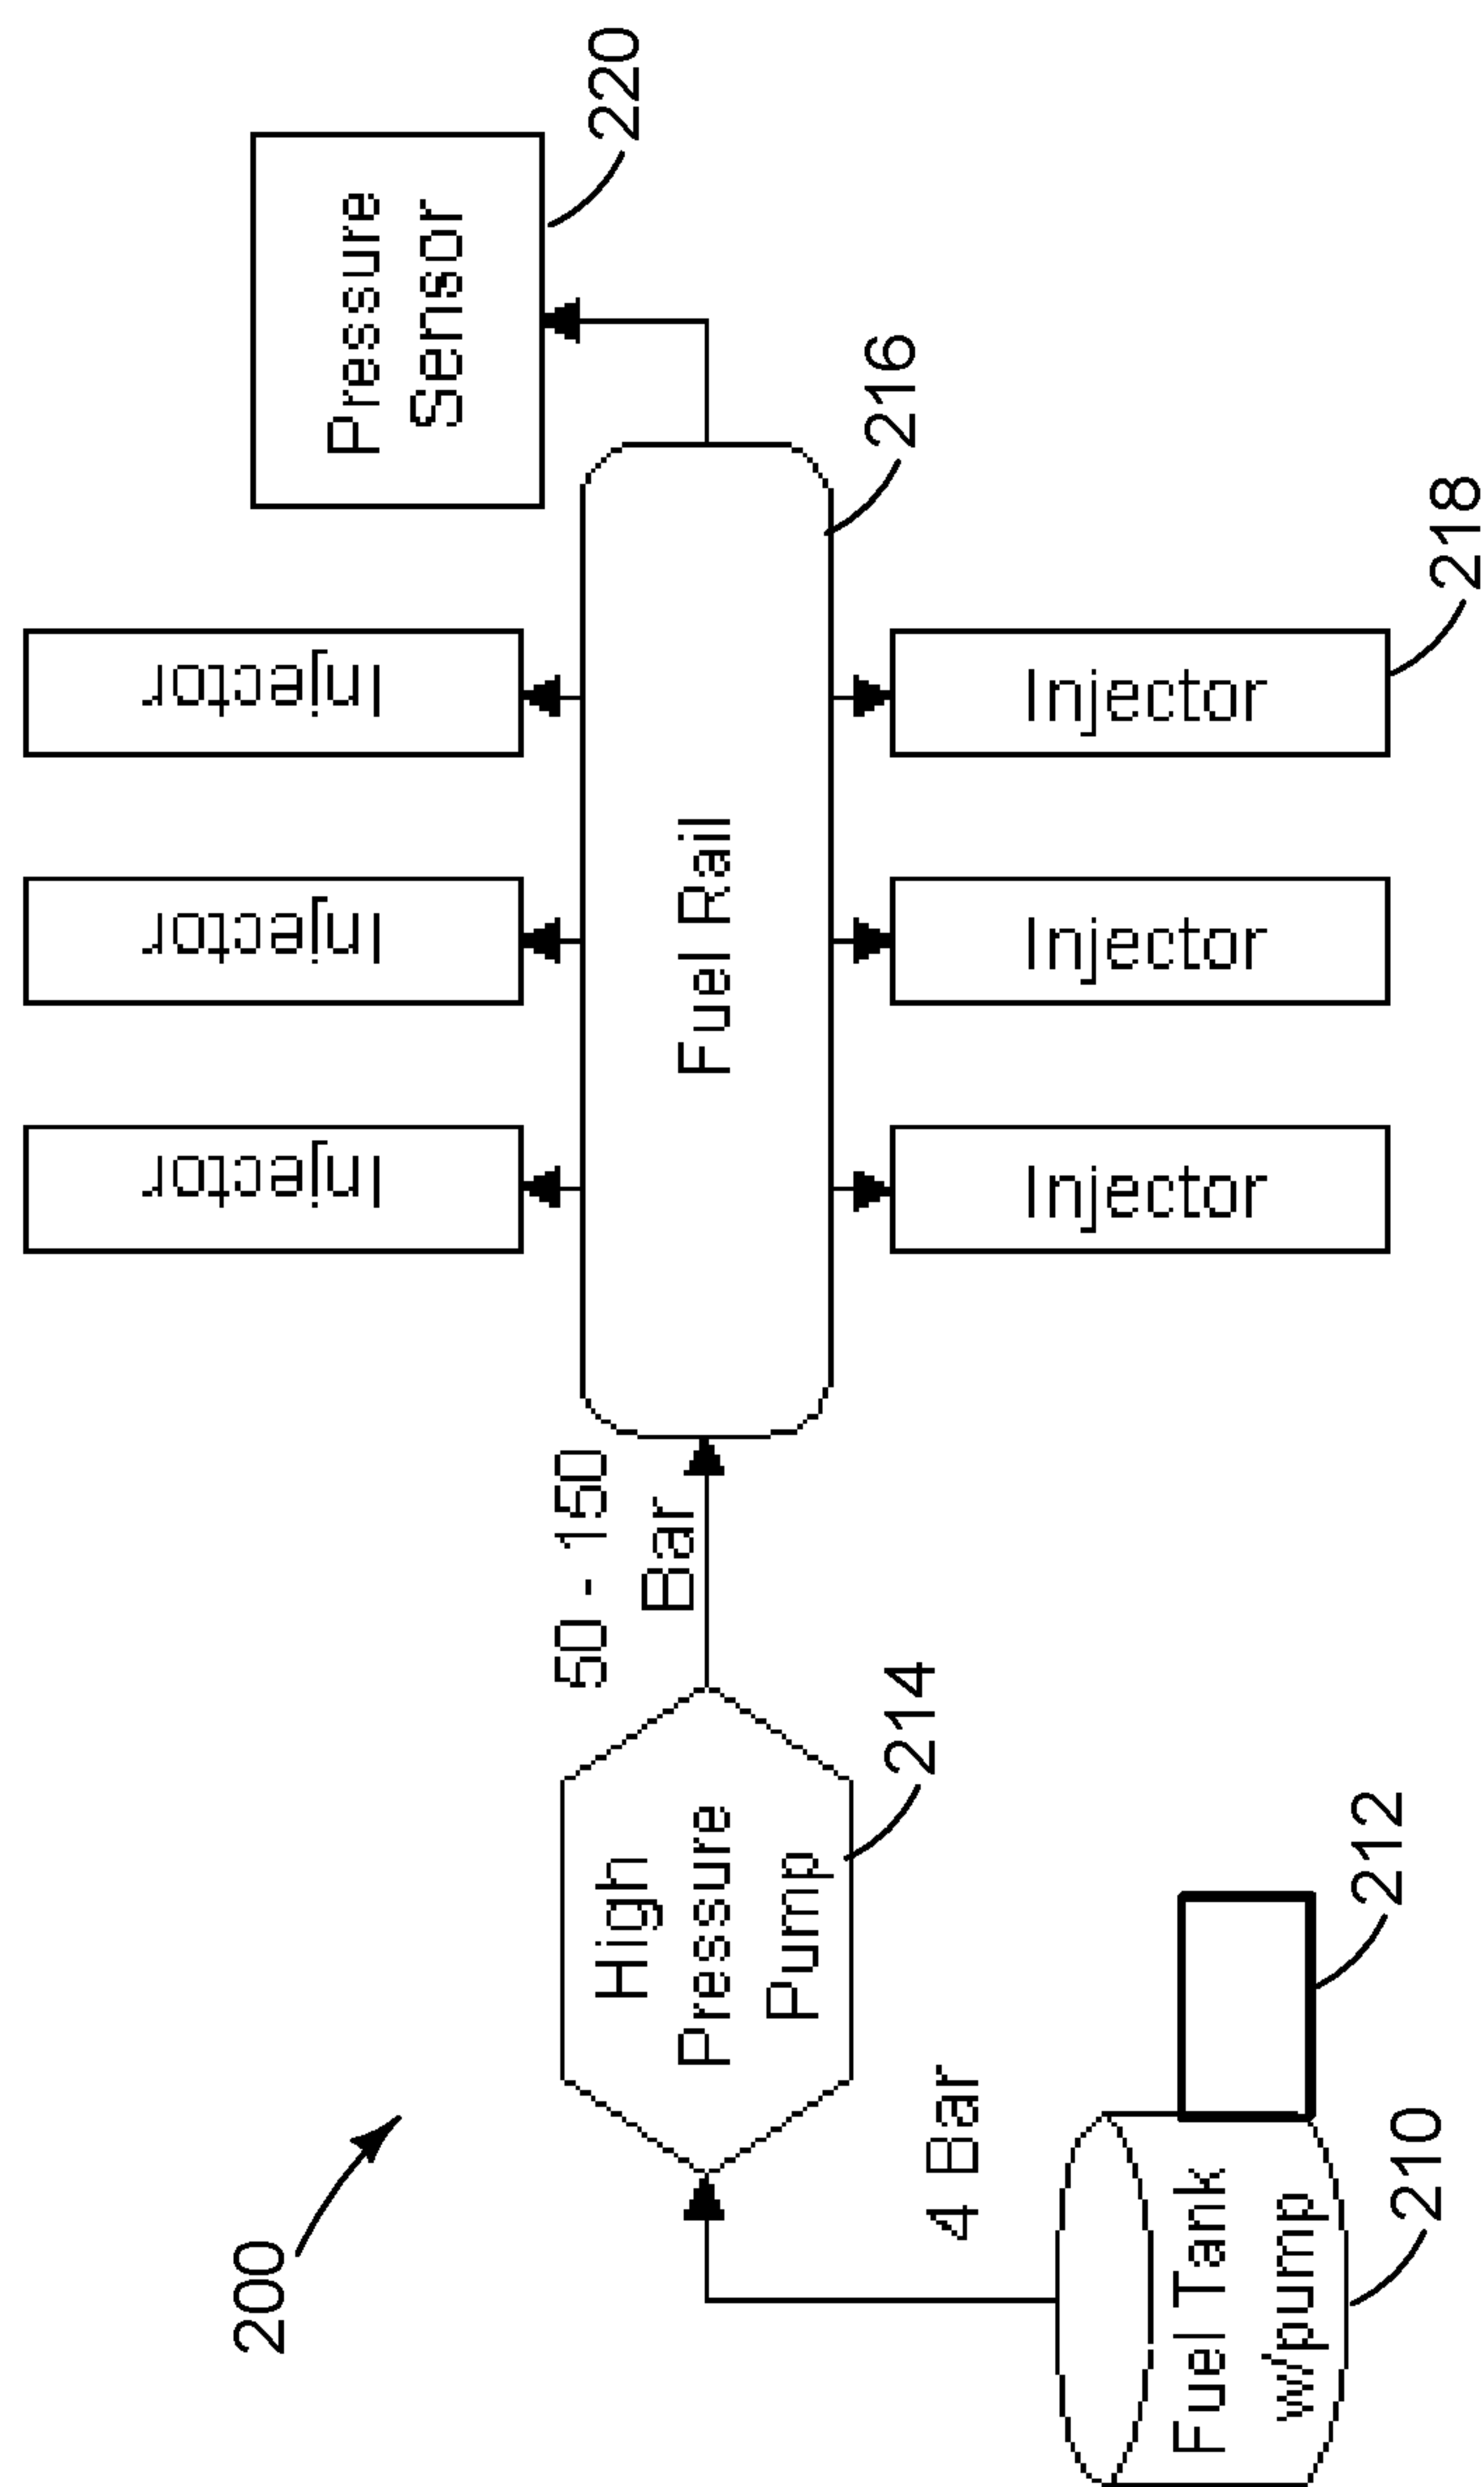 Injector
Injector
Injector
200
Pressure
Sensor
220
50 - 150
Bar
High
Pressure
Pump
214
Fuel Rail
216
4 Bar
Injector
Injector
Injector
218
Fuel Tank
w/pump
212
210